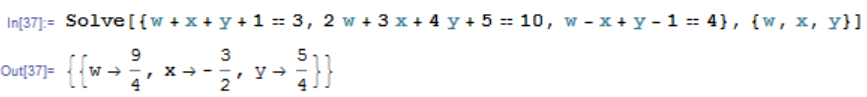 In[37]:= Solve[{w + x + y + 1 == 3, 2 w + 3 x + 4 y + 5 == 10, w - x + y - 1 == 4}, {w, x, y}]
Out[37]= {{w → 9/4, x → - 3/2, y → 5/4}}